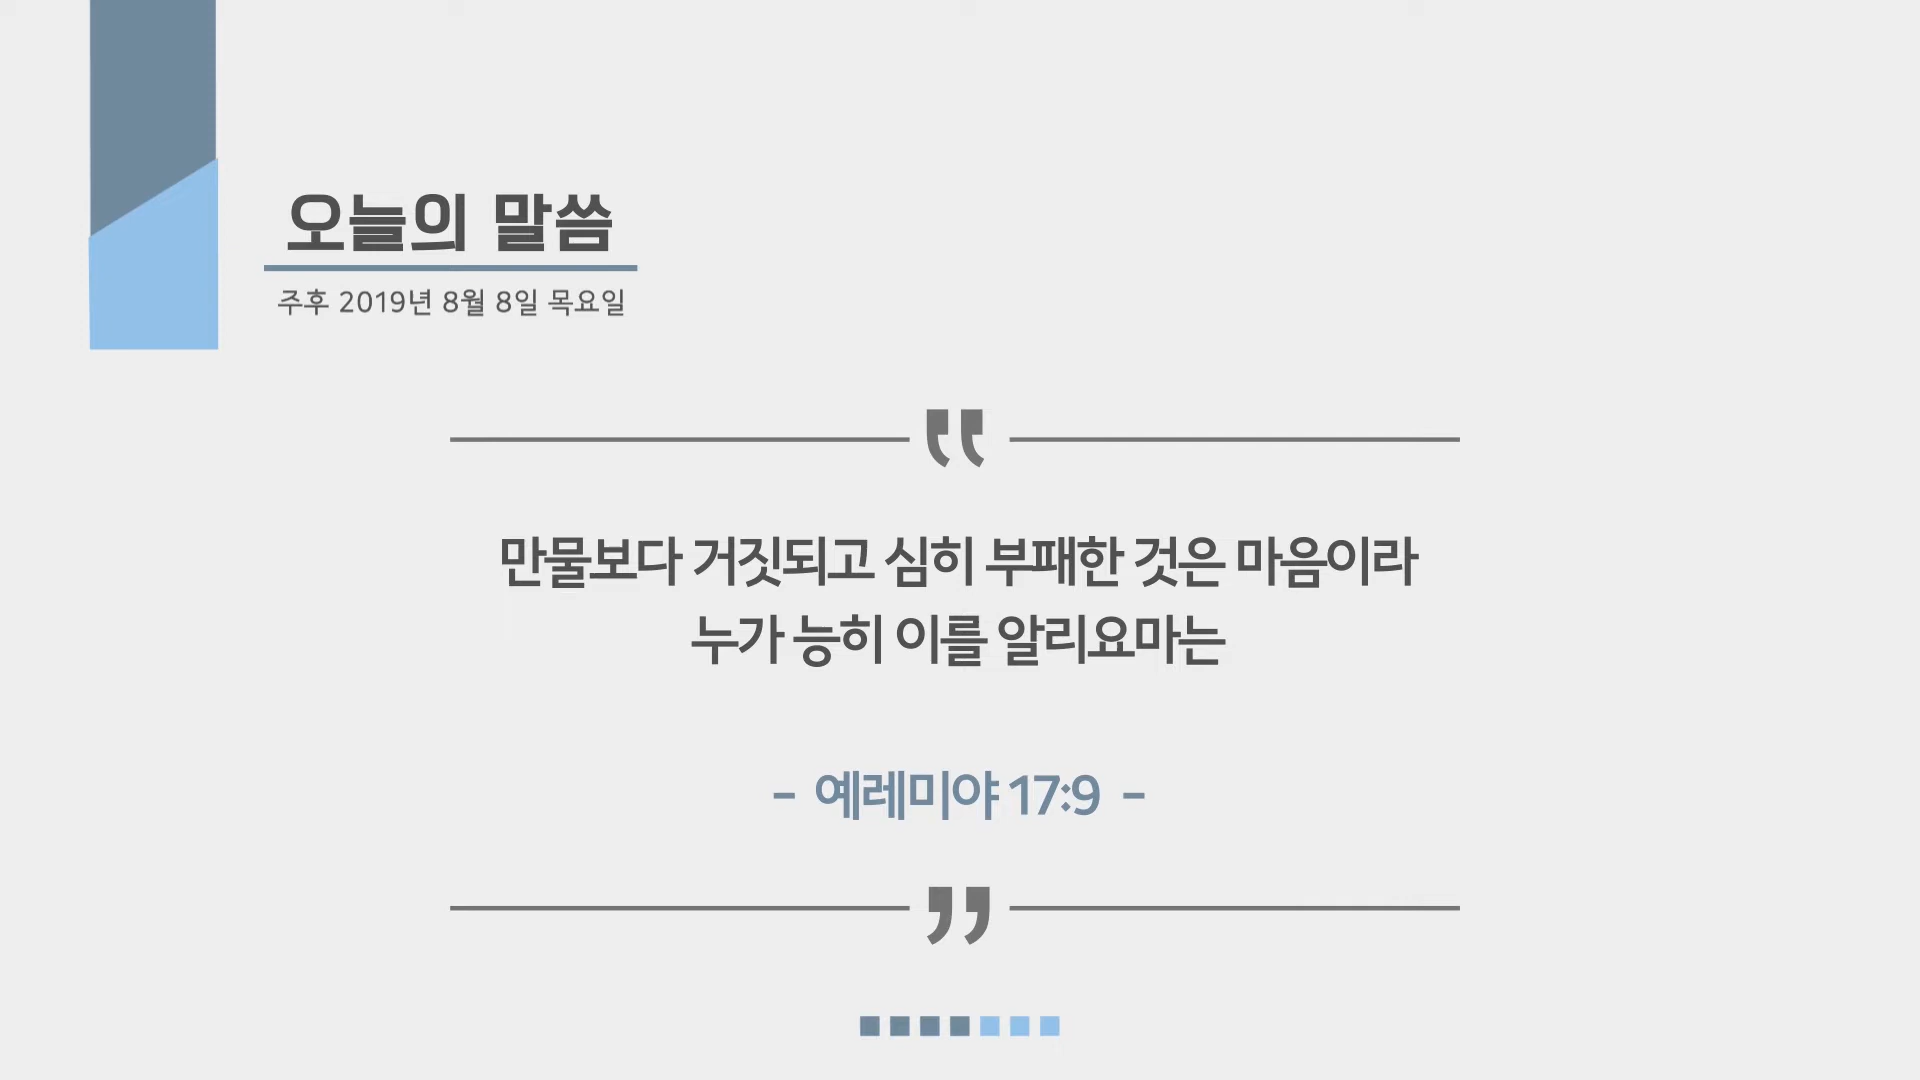 오늘의 말씀
주후 2019년 8월 8일 목요일
만물보다 거짓되고 심히 부패한 것은 마음이라
누가 능히 이를 알리요마는
- 예레미야 17:9 -